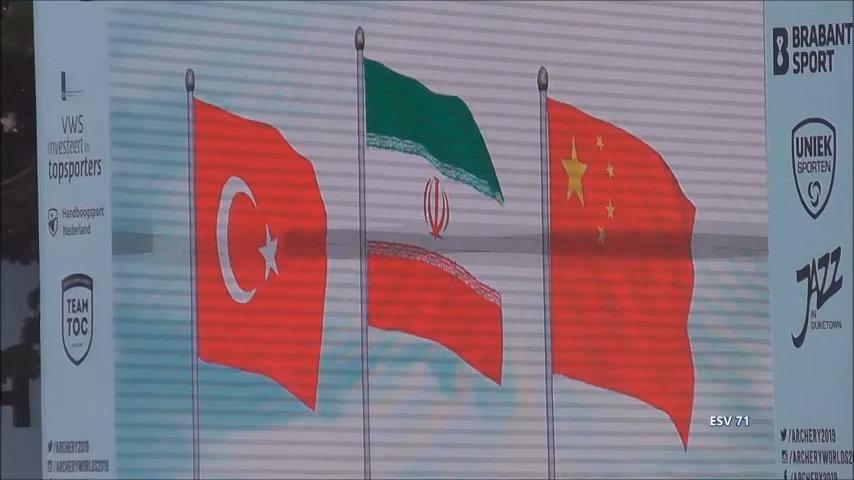 VWS
investeert in
topsporters
Handboogsport
Nederland
TEAM
TOC
/ARCHERY2019
/ARCHERYWORLDS2019
BRABANT
SPORT
UNIEK
SPORTEN
JAZZ
IN
DUKETOWN
ESV 71
/ARCHERY2019
/ARCHERYWORLDS2
/ARCHERY2019